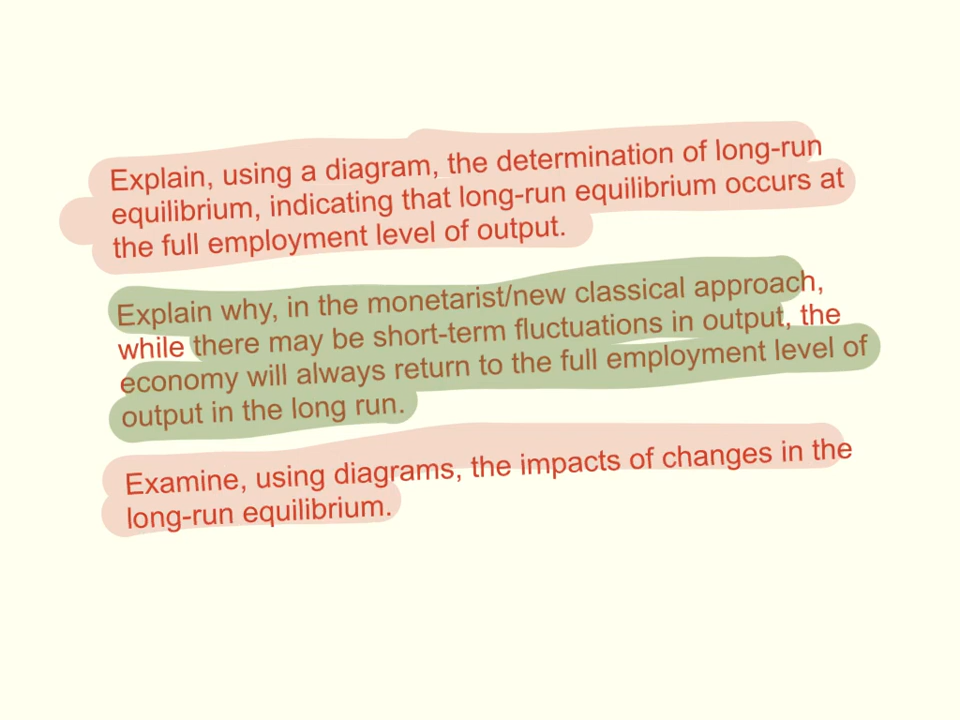 Explain, using a diagram, the determination of long-run
equilibrium, indicating that long-run equilibrium occurs at
the full employment level of output.
Explain why, in the monetarist/new classical approach,
while there may be short-term fluctuations in output, the
economy will always return to the full employment level of
output in the long run.
Examine, using diagrams, the impacts of changes in the
long-run equilibrium.